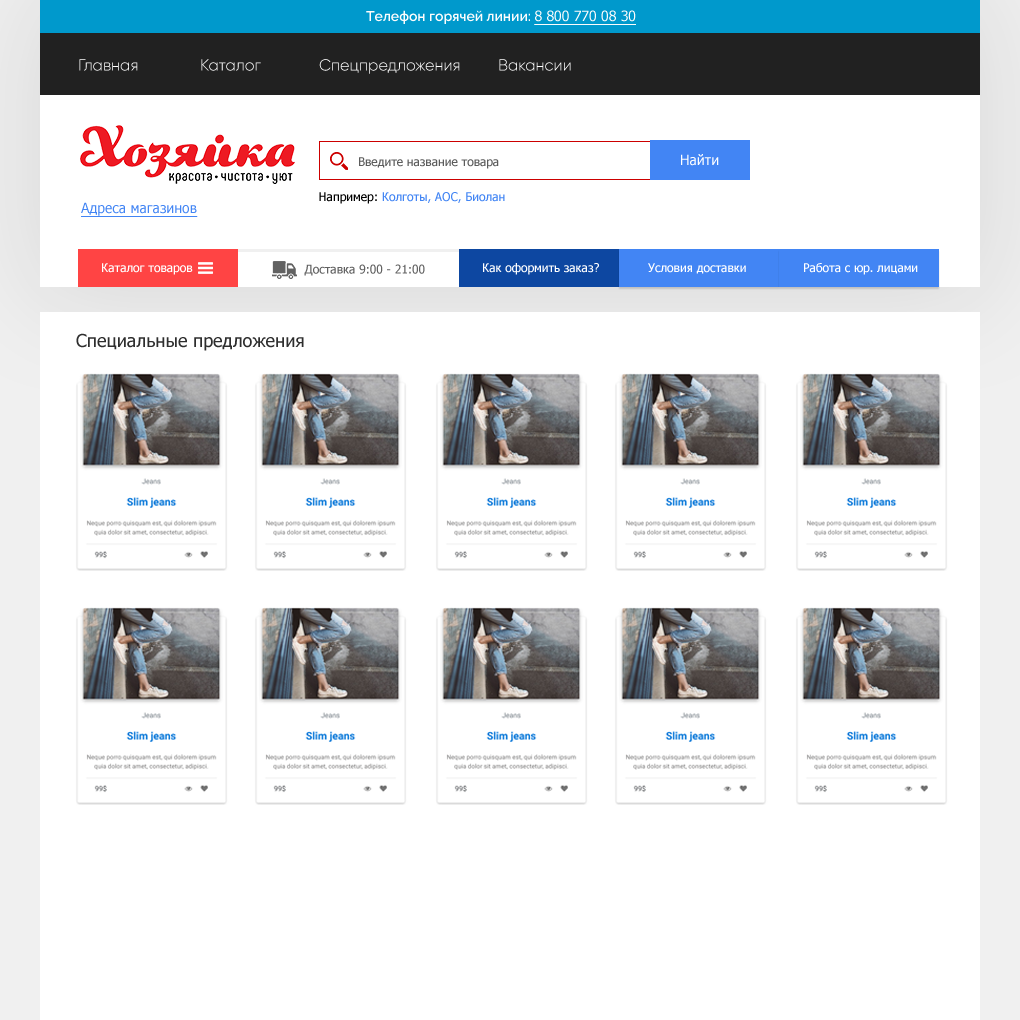 Телефон горячей линии: 8 800 770 08 30
Главная Каталог Спецпредложения Вакансии
Хозяйка
красота • чистота • уют
Адреса магазинов
Введите название товара Найти
Например: Колготы, АОС, Биолан
Каталог товаров Доставка 9:00 - 21:00 Как оформить заказ? Условия доставки Работа с юр. лицами
Специальные предложения
Jeans Jeans Jeans Jeans Jeans
Slim jeans Slim jeans Slim jeans Slim jeans Slim jeans
Neque porro quisquam est, qui dolorem ipsum Neque porro quisquam est, qui dolorem ipsum Neque porro quisquam est, qui dolorem ipsum Neque porro quisquam est, qui dolorem ipsum Neque porro quisquam est, qui dolorem ipsum
quia dolor sit amet, consectetur, adipisci. quia dolor sit amet, consectetur, adipisci. quia dolor sit amet, consectetur, adipisci. quia dolor sit amet, consectetur, adipisci. quia dolor sit amet, consectetur, adipisci.
99$ 99$ 99$ 99$ 99$
Jeans Jeans Jeans Jeans Jeans
Slim jeans Slim jeans Slim jeans Slim jeans Slim jeans
Neque porro quisquam est, qui dolorem ipsum Neque porro quisquam est, qui dolorem ipsum Neque porro quisquam est, qui dolorem ipsum Neque porro quisquam est, qui dolorem ipsum Neque porro quisquam est, qui dolorem ipsum
quia dolor sit amet, consectetur, adipisci. quia dolor sit amet, consectetur, adipisci. quia dolor sit amet, consectetur, adipisci. quia dolor sit amet, consectetur, adipisci. quia dolor sit amet, consectetur, adipisci.
99$ 99$ 99$ 99$ 99$